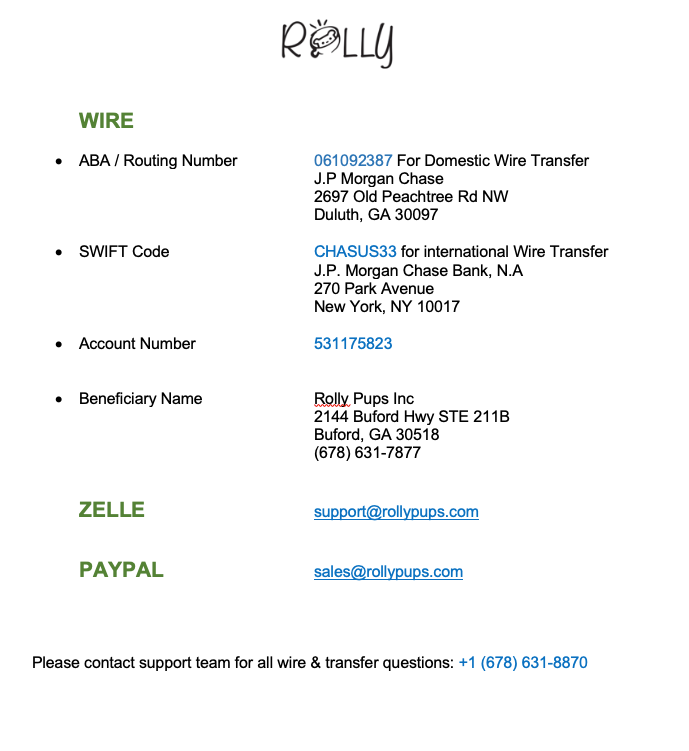 ROLLY
WIRE
• ABA / Routing Number
061092387 For Domestic Wire Transfer
J.P Morgan Chase
2697 Old Peachtree Rd NW
Duluth, GA 30097
• SWIFT Code
CHASUS33 for international Wire Transfer
J.P. Morgan Chase Bank, N.A
270 Park Avenue
New York, NY 10017
• Account Number
531175823
• Beneficiary Name
Rolly Pups Inc
2144 Buford Hwy STE 211B
Buford, GA 30518
(678) 631-7877
ZELLE
support@rollypups.com
PAYPAL
sales@rollypups.com
Please contact support team for all wire & transfer questions: +1 (678) 631-8870